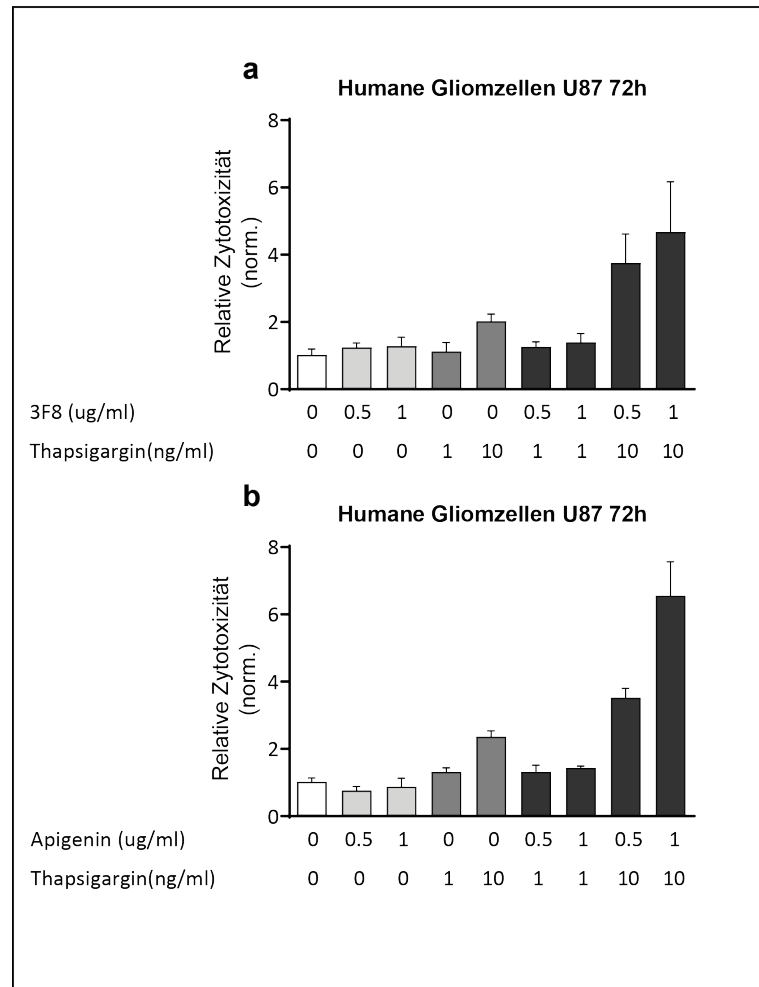 a
Humane Gliomzellen U87 72h
Relative Zytotoxizität
(norm.)
8
6
4
2
0
3F8 (ug/ml) 0 0.5 1 0 0 0.5 1 0.5 1
Thapsigargin(ng/ml) 0 0 0 1 10 1 1 10 10
b
Humane Gliomzellen U87 72h
Relative Zytotoxizität
(norm.)
8
6
4
2
0
Apigenin (ug/ml) 0 0.5 1 0 0 0.5 1 0.5 1
Thapsigargin(ng/ml) 0 0 0 1 10 1 1 10 10